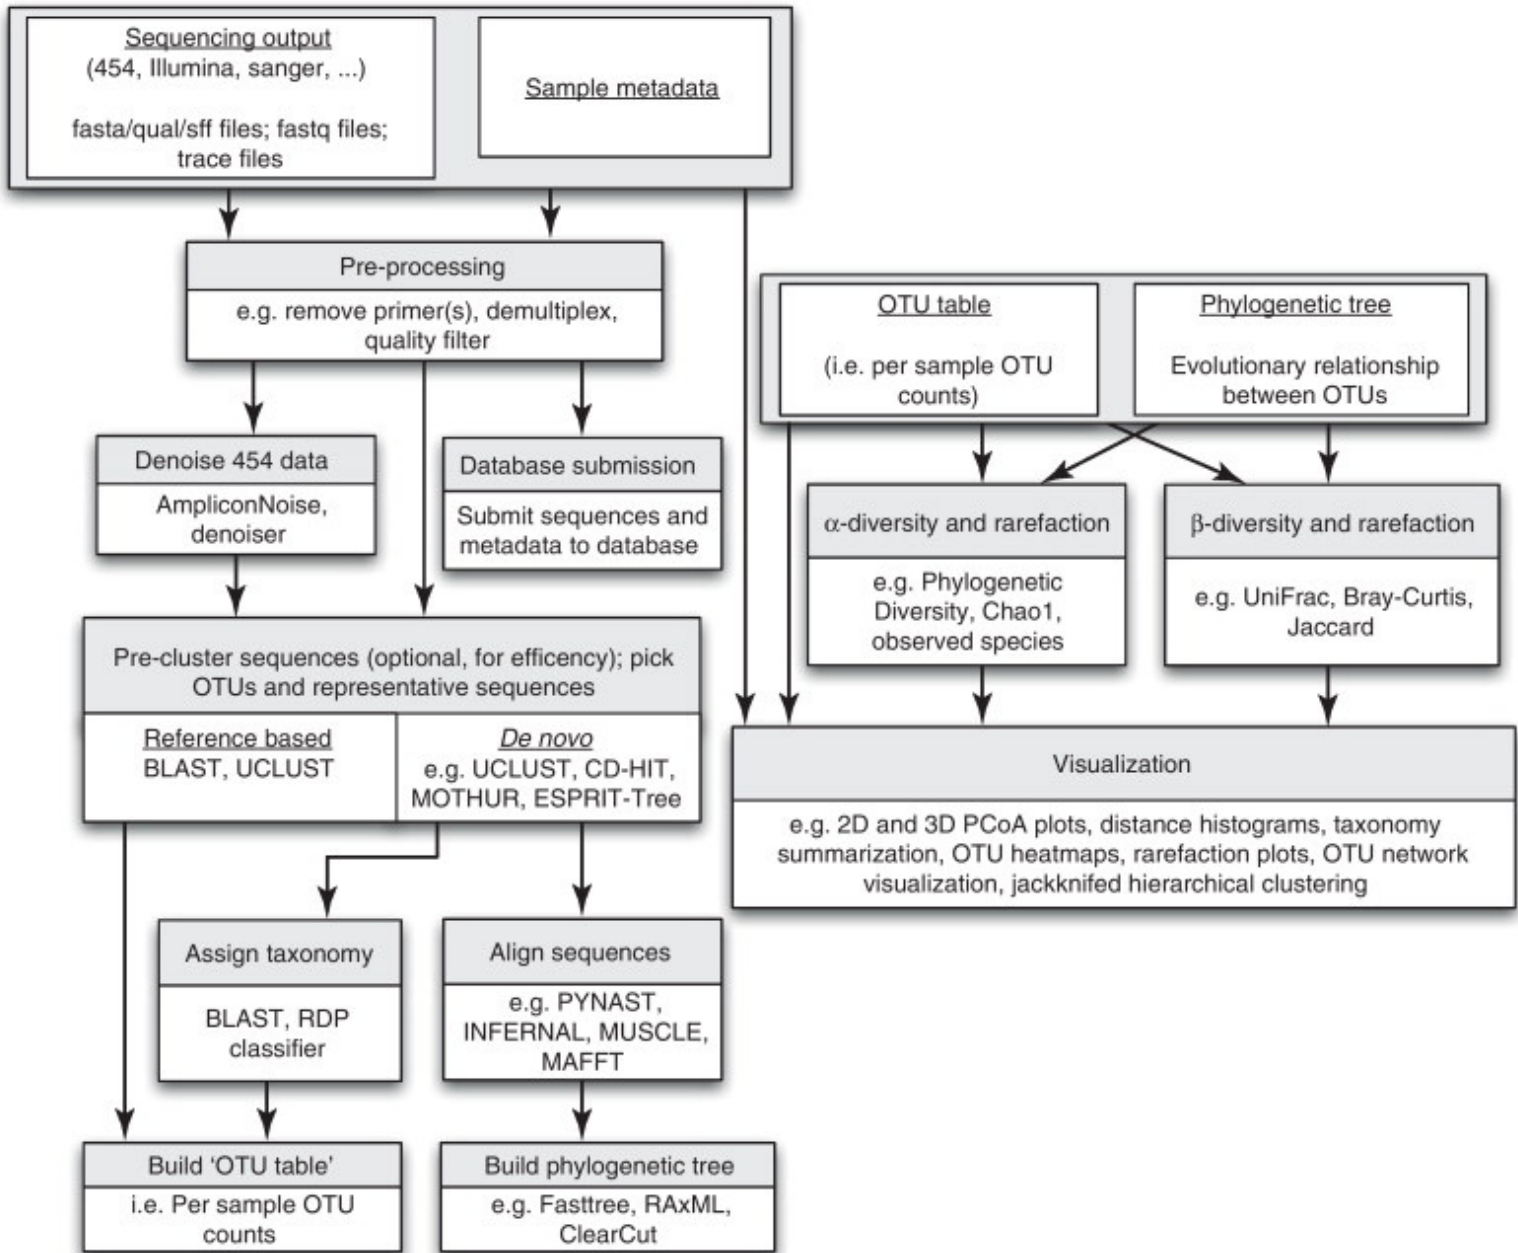 Sequencing output
(454, Illumina, sanger, ...)
fasta/qual/sff files; fastq files;
trace files
Sample metadata
Pre-processing
e.g. remove primer(s), demultiplex,
quality filter
Denoise 454 data
AmpliconNoise,
denoiser
Database submission
Submit sequences and
metadata to database
Pre-cluster sequences (optional, for efficency); pick
OTUs and representative sequences
Reference based
BLAST, UCLUST
De novo
e.g. UCLUST, CD-HIT,
MOTHUR, ESPRIT-Tree
Assign taxonomy
BLAST, RDP
classifier
Align sequences
e.g. PYNAST,
INFERNAL, MUSCLE,
MAFFT
Build ‘OTU table’
i.e. Per sample OTU
counts
Build phylogenetic tree
e.g. Fasttree, RAxML,
ClearCut
OTU table
(i.e. per sample OTU
counts)
Phylogenetic tree
Evolutionary relationship
between OTUs
α-diversity and rarefaction
e.g. Phylogenetic
Diversity, Chao1,
observed species
β-diversity and rarefaction
e.g. UniFrac, Bray-Curtis,
Jaccard
Visualization
e.g. 2D and 3D PCoA plots, distance histograms, taxonomy
summarization, OTU heatmaps, rarefaction plots, OTU network
visualization, jackknifed hierarchical clustering